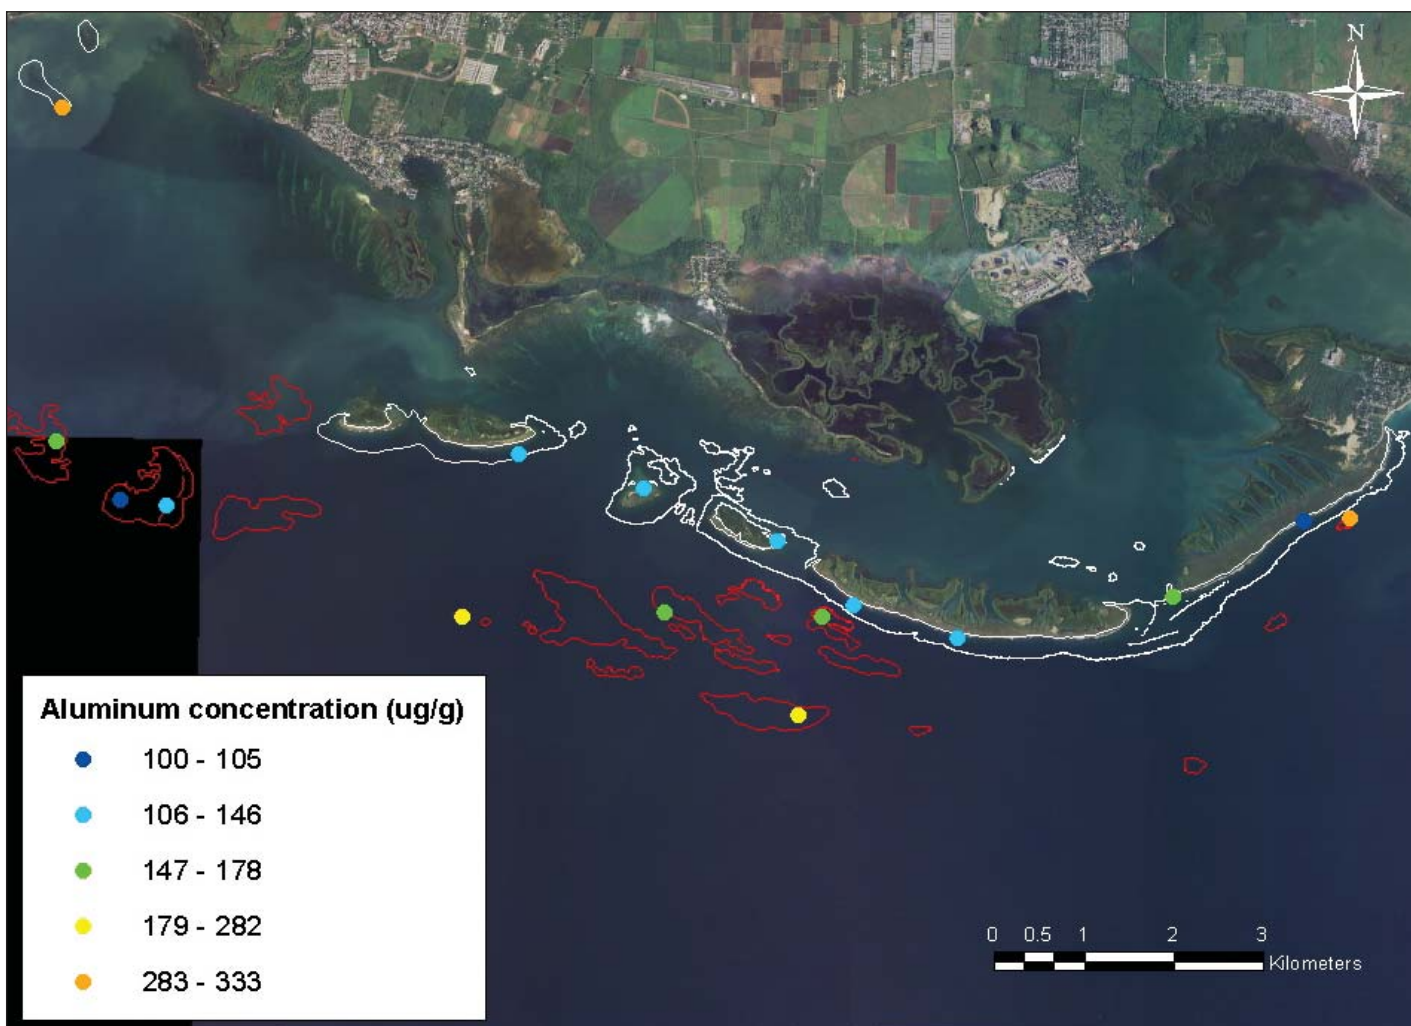 N
Aluminum concentration (ug/g)
100 - 105
106 - 146
147 - 178
179 - 282
283 - 333
0 0.5 1 2 3
Kilometers